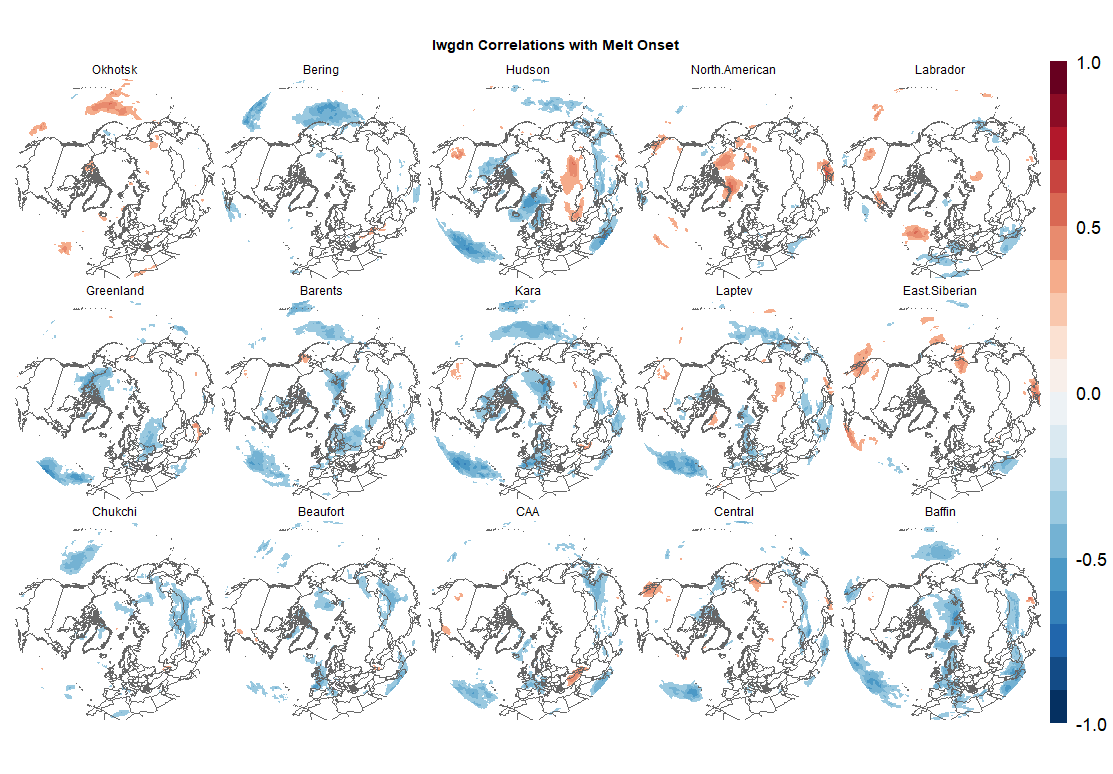 lwgdn Correlations with Melt Onset
Okhotsk
Bering
Hudson
North.American
Labrador
Greenland
Barents
Kara
Laptev
East.Siberian
Chukchi
Beaufort
CAA
Central
Baffin
1.0
0.5
0.0
-0.5
-1.0